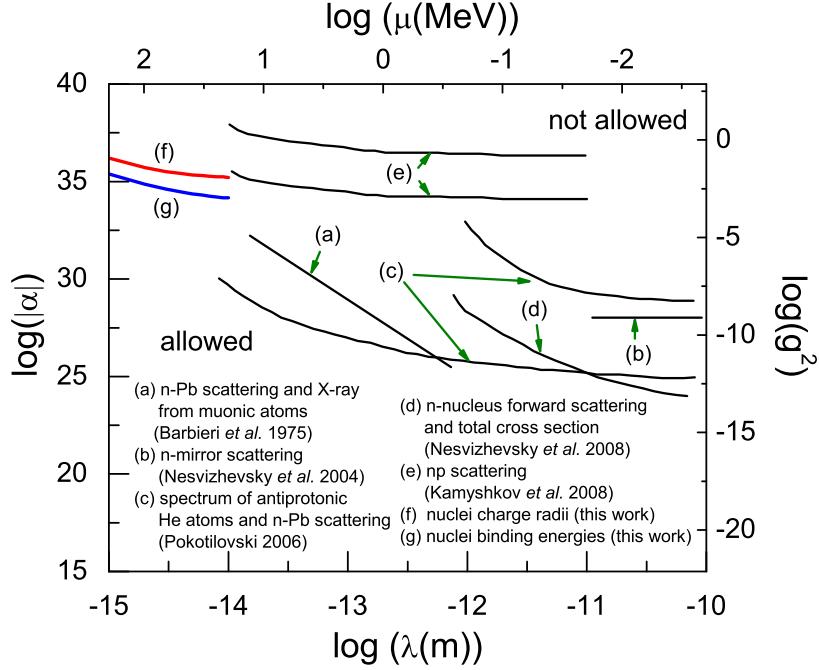 log (μ(MeV))
2 1 0 -1 -2
40
not allowed
0
(f)
(e)
35
(g)
(a)
-5
(c)
30
(d)
log(|α|)
log(g²)
allowed
(b)
-10
25
(a) n-Pb scattering and X-ray
from muonic atoms
(Barbieri et al. 1975)
(b) n-mirror scattering
(Nesvizhevsky et al. 2004)
(c) spectrum of antiprotonic
He atoms and n-Pb scattering
(Pokotilovski 2006)
(d) n-nucleus forward scattering
and total cross section
(Nesvizhevsky 2008)
(e) np scattering
(Kamyshkov et al. 2008)
(f) nuclei charge radii (this work)
(g) nuclei binding energies (this work)
-15
20
-20
15
-15 -14 -13 -12 -11 -10
log (λ(m))